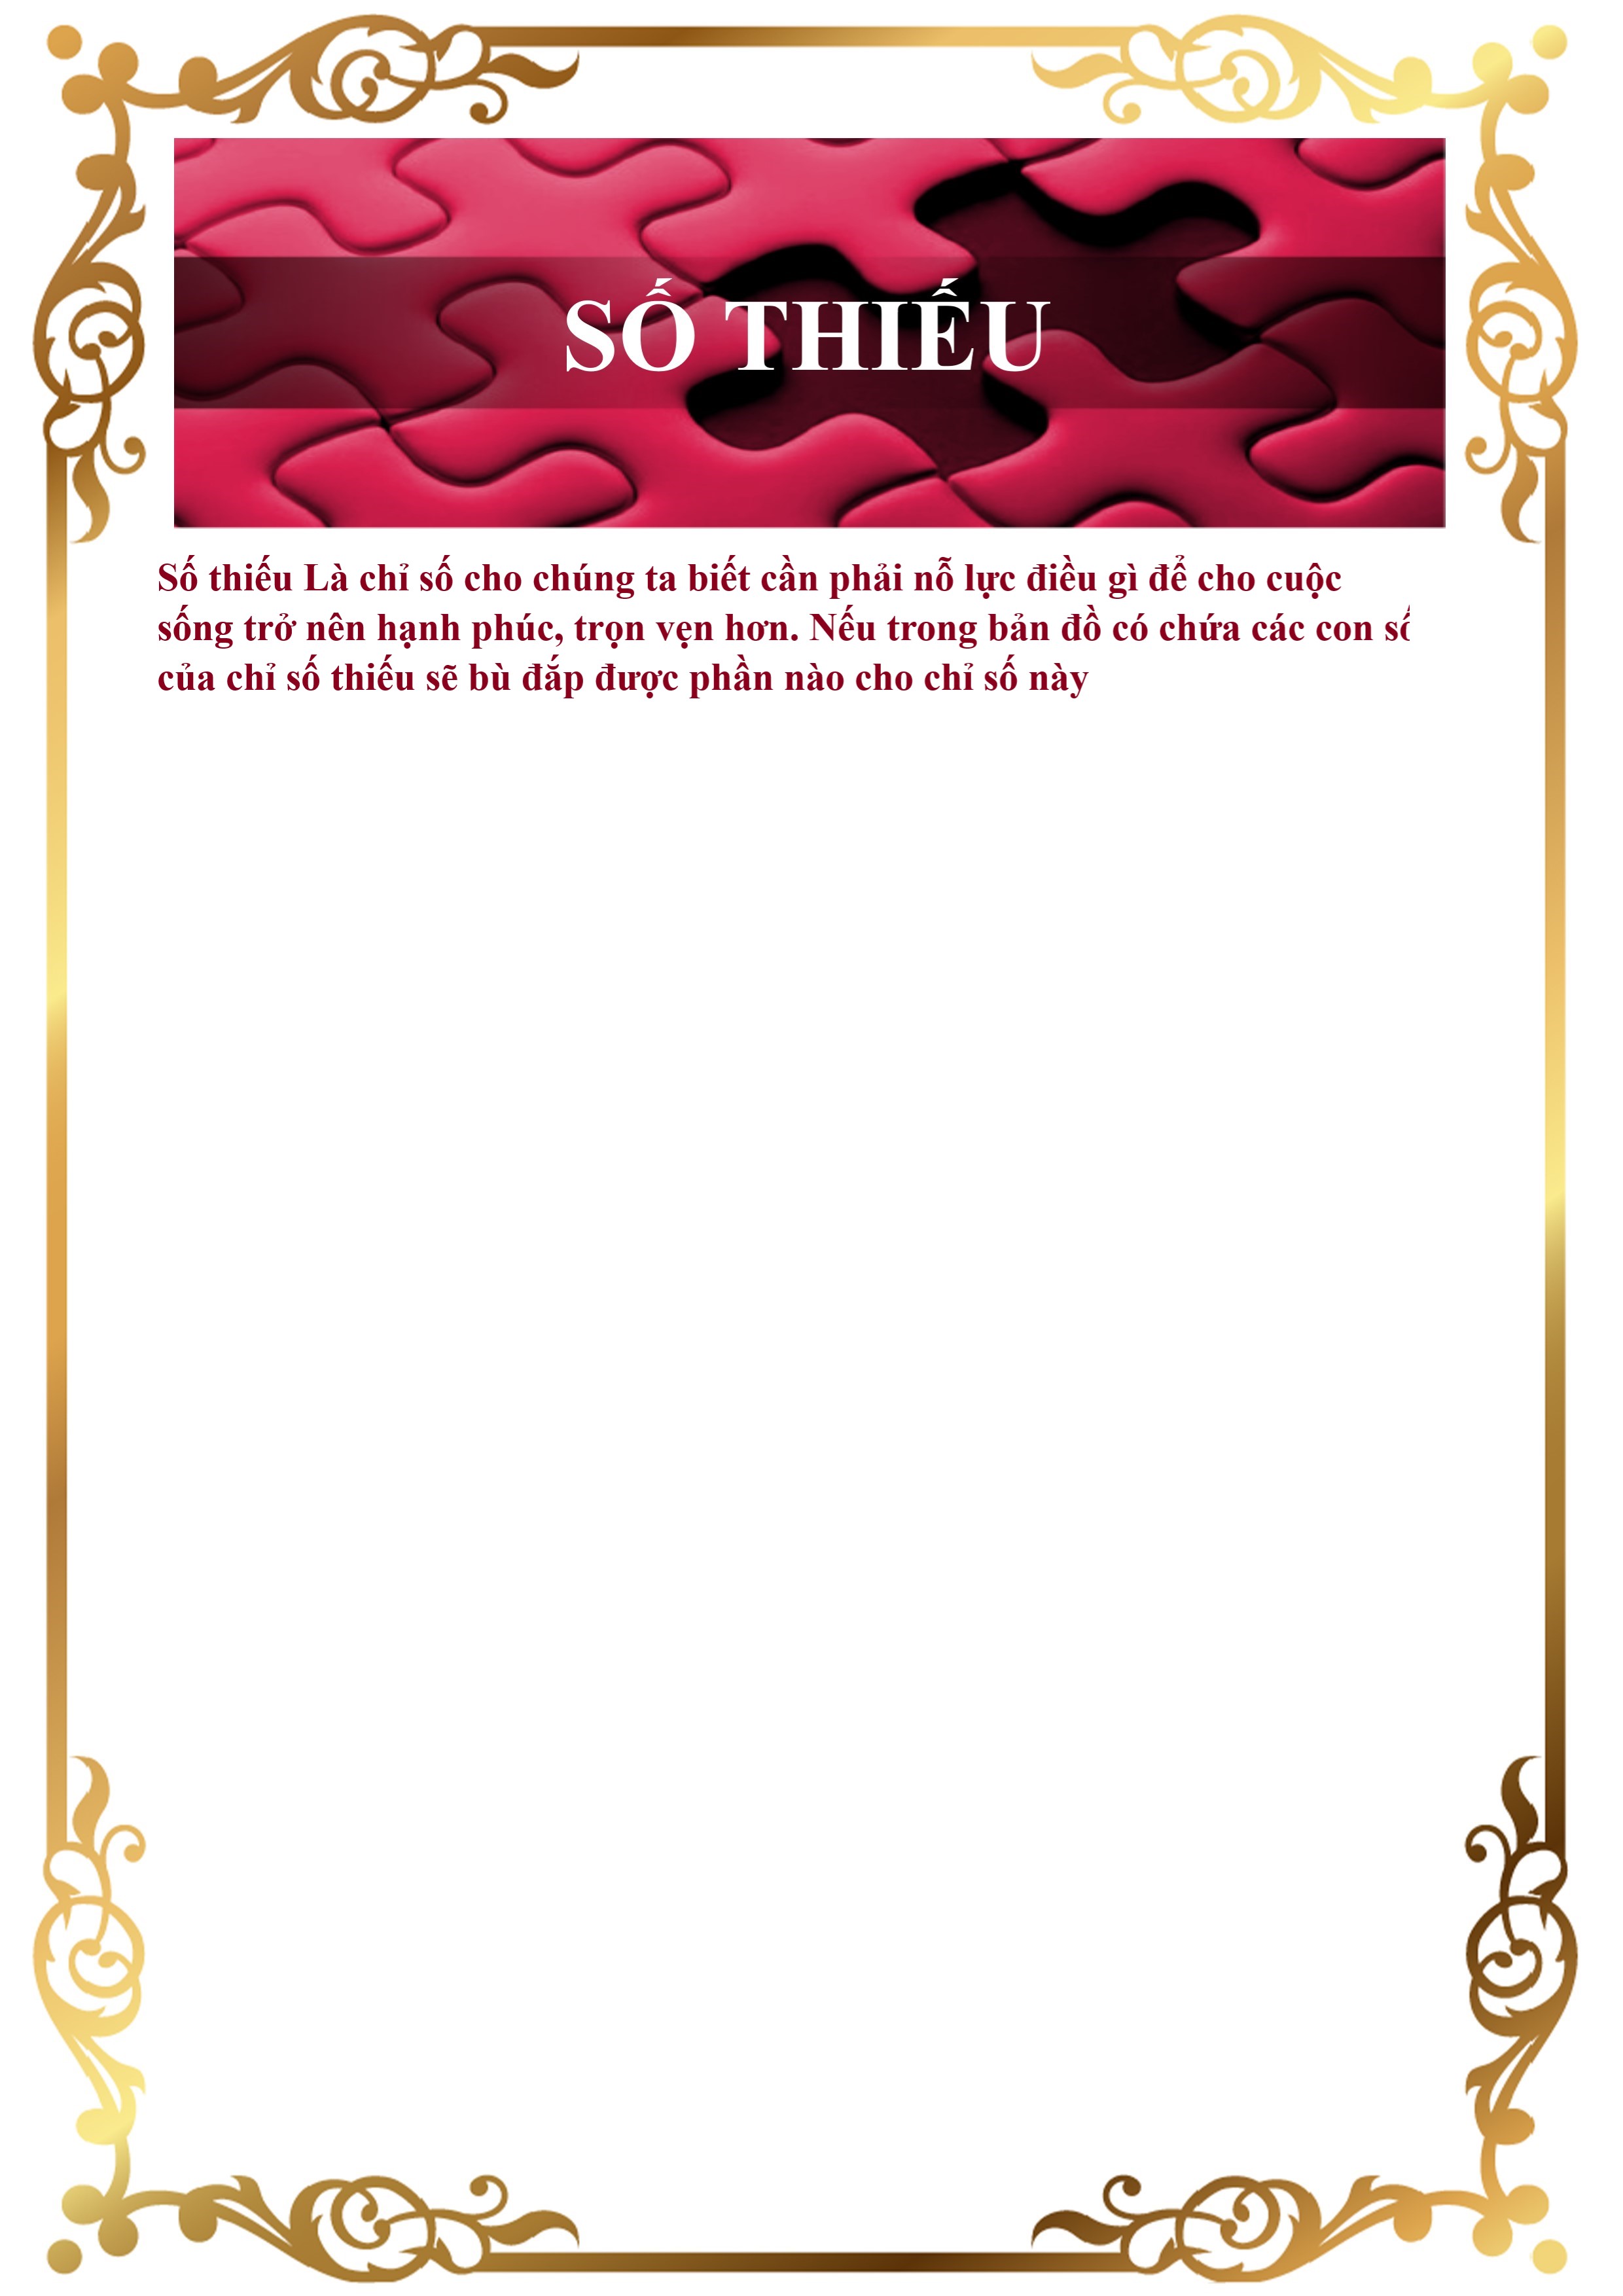 SỐ THIẾU
Số thiếu Là chỉ số cho chúng ta biết cần phải nỗ lực điều gì để cho cuộc
sống trở nên hạnh phúc, trọn vẹn hơn. Nếu trong bản đồ có chứa các con số
của chỉ số thiếu sẽ bù đắp được phần nào cho chỉ số này